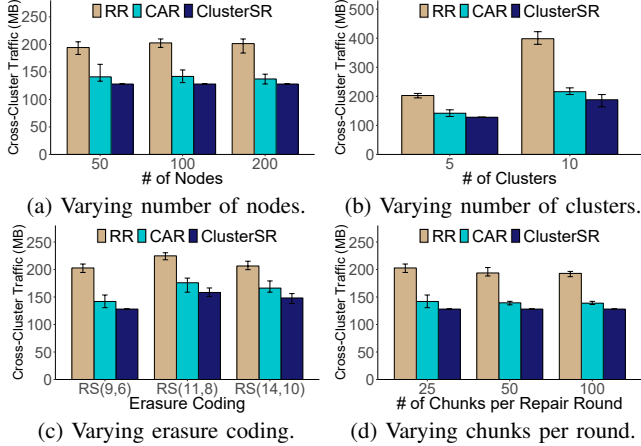 RR CAR ClusterSR
Cross-Cluster Traffic (MB)
200
150
100
50
0
50 100 200
# of Nodes
(a) Varying number of nodes.
RR CAR ClusterSR
Cross-Cluster Traffic (MB)
500
400
300
200
100
0
5 10
# of Clusters
(b) Varying number of clusters.
RR CAR ClusterSR
Cross-Cluster Traffic (MB)
250
200
150
100
50
0
RS(9,6) RS(11,8) RS(14,10)
Erasure Coding
(c) Varying erasure coding.
RR CAR ClusterSR
Cross-Cluster Traffic (MB)
250
200
150
100
50
0
25 50 100
# of Chunks per Repair Round
(d) Varying chunks per round.